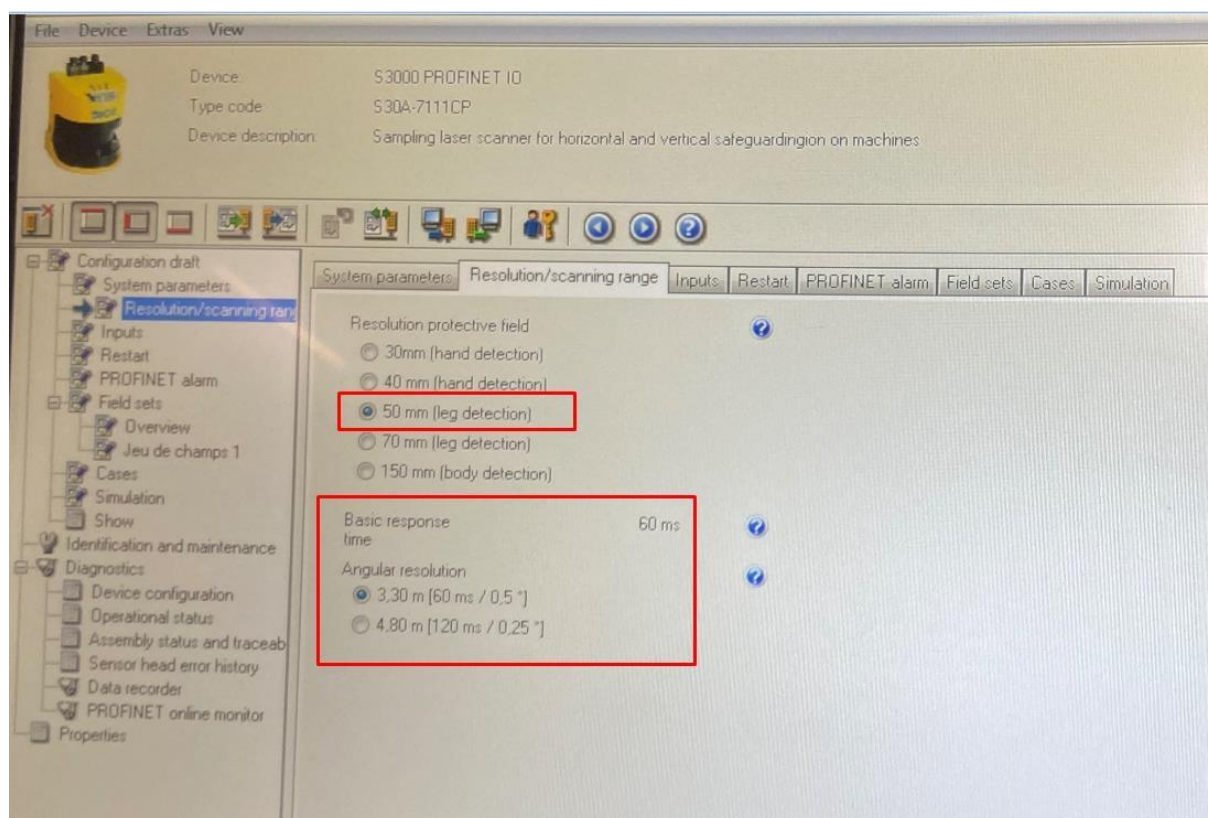 File Device Extras View
Device: S3000 PROFINET IO
Type code: S30A-7111CP
Device description: Sampling laser scanner for horizontal and vertical safeguardingion on machines
Configuration draft
System parameters
Resolution/scanning rang
Inputs
Restart
PROFINET alarm
Field sets
Overview
Jeu de champs 1
Cases
Simulation
Show
Identification and maintenance
Diagnostics
Device configuration
Operational status
Assembly status and traceab
Sensor head error history
Data recorder
PROFINET online monitor
Properties
System parameters Resolution/scanning range Inputs Restart PROFINET alarm Field sets Cases Simulation
Resolution protective field
30mm (hand detection)
40 mm (hand detection)
50 mm (leg detection)
70 mm (leg detection)
150 mm (body detection)
Basic response 60 ms
time
Angular resolution
3,30 m [60 ms / 0,5 °]
4,80 m [120 ms / 0,25 °]